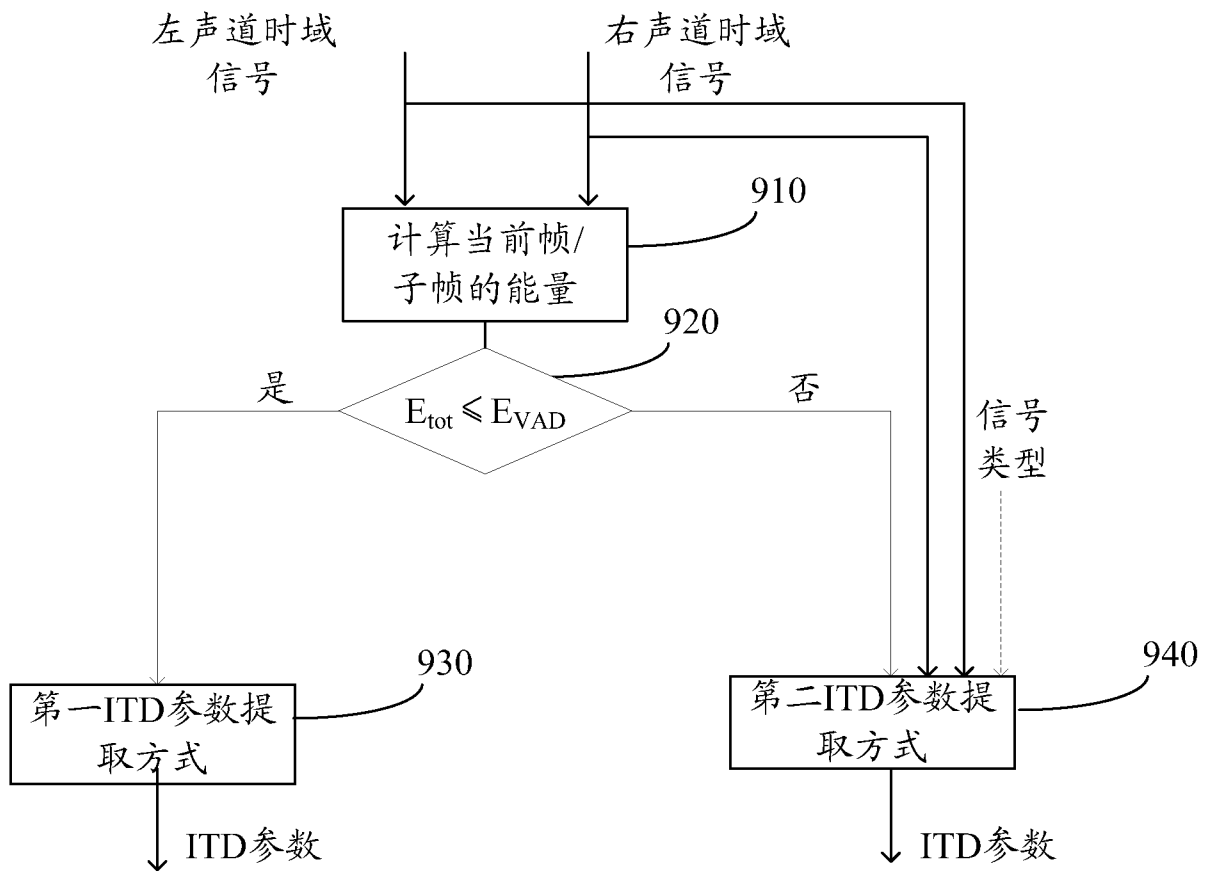 左声道时域
信号
右声道时域
信号
910
计算当前帧/
子帧的能量
920
是
Etot ≤ EVAD
否
信号
类型
930
第一ITD参数提
取方式
940
第二ITD参数提
取方式
ITD参数
ITD参数